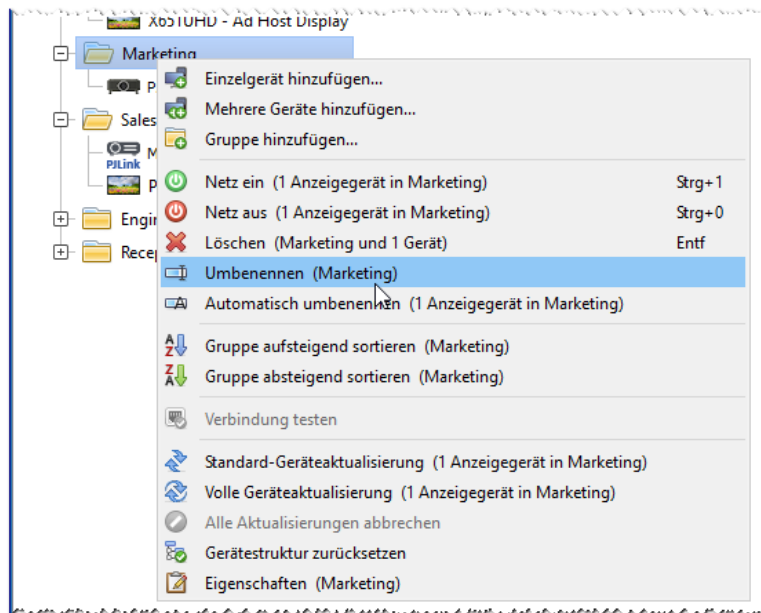 X651UHD - Ad Host Display
Marketing
P
Einzelgerät hinzufügen...
Mehrere Geräte hinzufügen...
Sales
Gruppe hinzufügen...
M
PJLink
P
Netz ein (1 Anzeigegerät in Marketing) Strg+1
Netz aus (1 Anzeigegerät in Marketing) Strg+0
Engin
Löschen (Marketing und 1 Gerät) Entf
Recep
Umbenennen (Marketing)
Automatisch umbenennen (1 Anzeigegerät in Marketing)
Gruppe aufsteigend sortieren (Marketing)
Gruppe absteigend sortieren (Marketing)
Verbindung testen
Standard-Geräteaktualisierung (1 Anzeigegerät in Marketing)
Volle Geräteaktualisierung (1 Anzeigegerät in Marketing)
Alle Aktualisierungen abbrechen
Gerätestruktur zurücksetzen
Eigenschaften (Marketing)